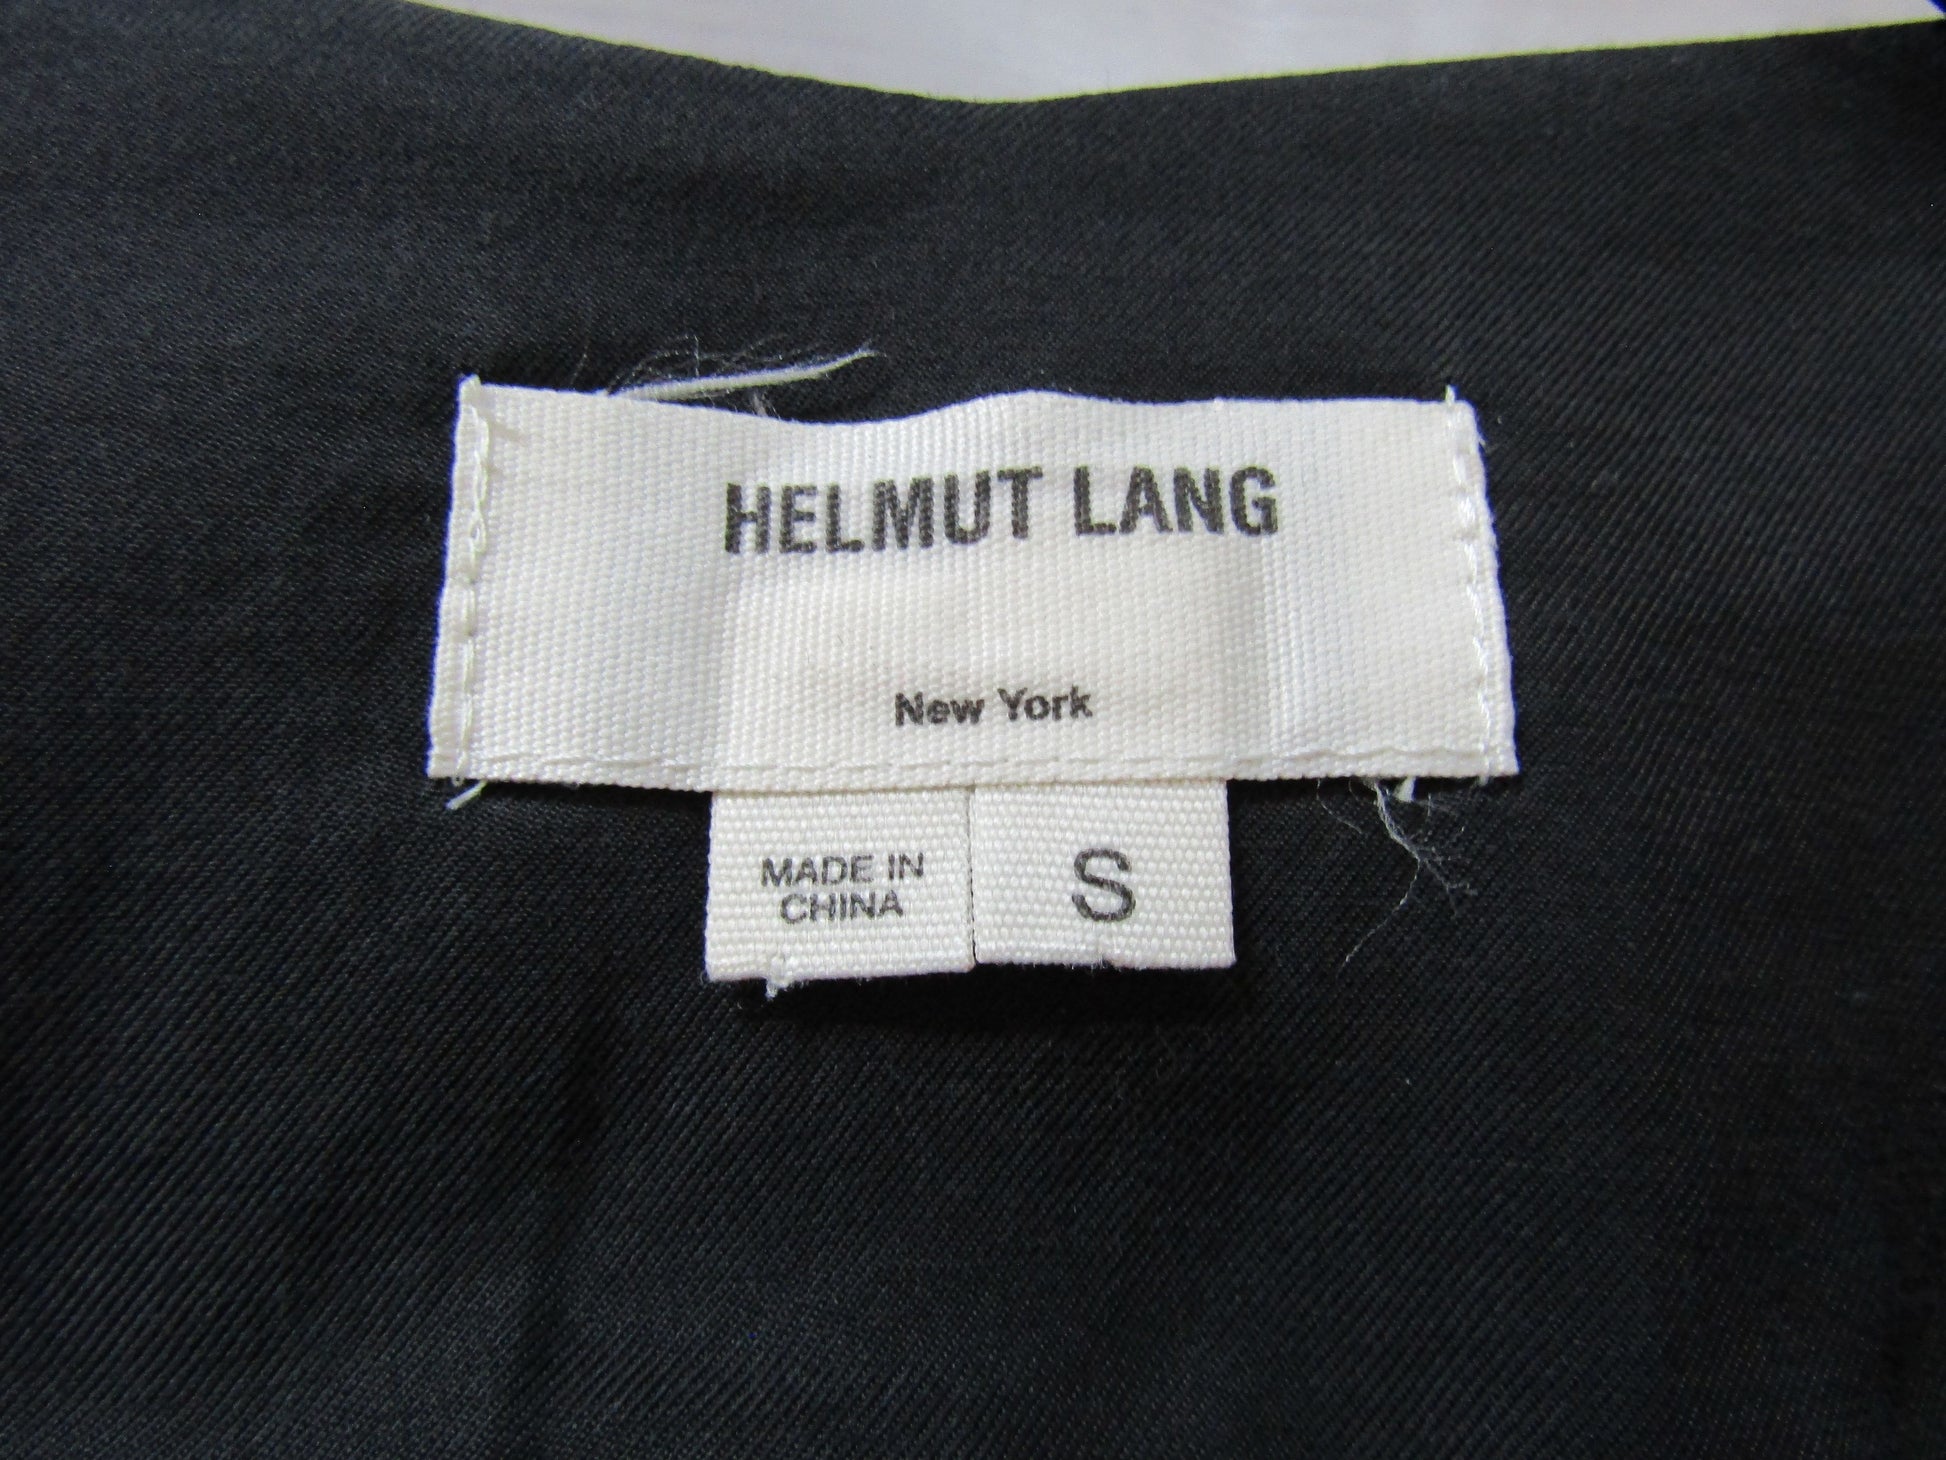 HELMUT LANG
New York
MADE IN
CHINA
S